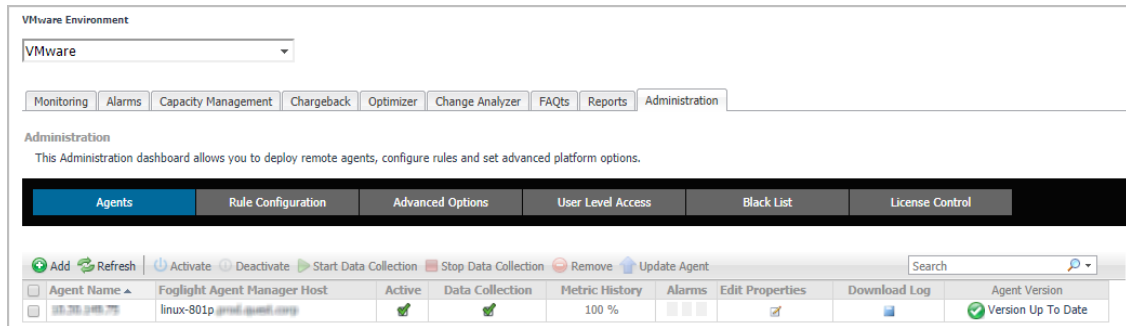 VMware Environment
VMware
Monitoring Alarms Capacity Management Chargeback Optimizer Change Analyzer FAQts Reports Administration
Administration
This Administration dashboard allows you to deploy remote agents, configure rules and set advanced platform options.
Agents Rule Configuration Advanced Options User Level Access Black List License Control
Add Refresh Activate Deactivate Start Data Collection Stop Data Collection Remove Update Agent Search
Agent Name Foglight Agent Manager Host Active Data Collection Metric History Alarms Edit Properties Download Log Agent Version
linux-801p 100 % Version Up To Date